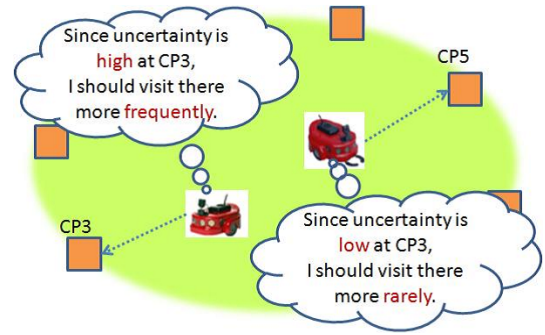 Since uncertainty is
high at CP3,
I should visit there
more frequently.
CP5
CP3
Since uncertainty is
low at CP3,
I should visit there
more rarely.